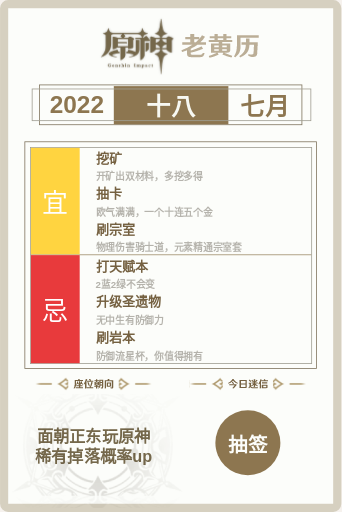 原神 老黄历
Genshin Impact
2022 十八 七月
宜
挖矿
开矿出双材料，多挖多得
抽卡
欧气满满，一个十连五个金
刷宗室
物理伤害骑士道，元素精通宗室套
忌
打天赋本
2蓝2绿不会变
升级圣遗物
无中生有防御力
刷岩本
防御流星杯，你值得拥有
座位朝向
今日迷信
面朝正东玩原神
稀有掉落概率up
抽签